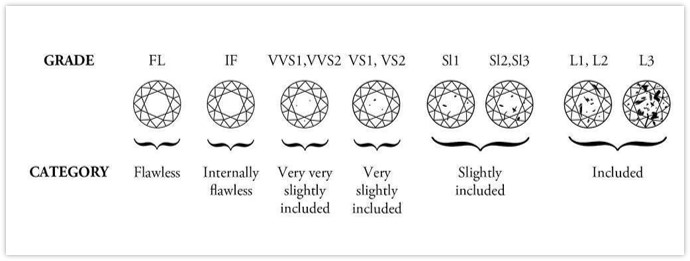 GRADE FL IF VVS1,VVS2 VS1, VS2 Sl1 Sl2,Sl3 L1, L2 L3
CATEGORY Flawless Internally Very very Very Slightly Included
flawless slightly slightly included
included included